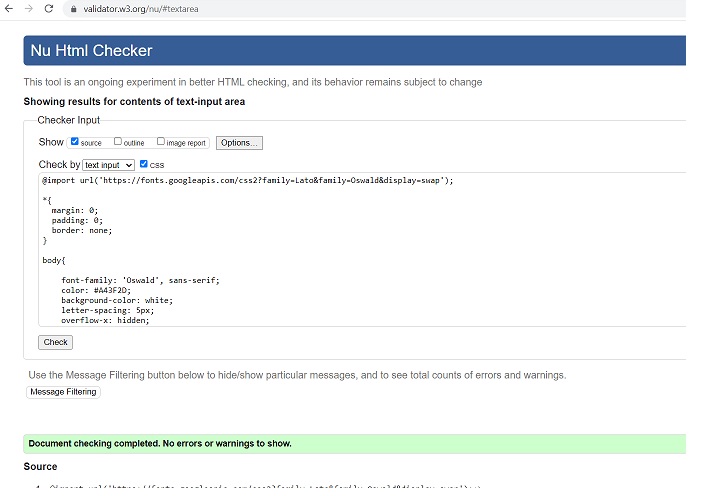 validator.w3.org/nu/#textarea
Nu Html Checker
This tool is an ongoing experiment in better HTML checking, and its behavior remains subject to change
Showing results for contents of text-input area
Checker Input
Show source outline image report Options...
Check by text input CSS
@import url('https://fonts.googleapis.com/css2?family=Lato&family=Oswald&display=swap');
*{
margin: 0;
padding: 0;
border: none;
}
body{
font-family: 'Oswald', sans-serif;
color: #A43F2D;
background-color: white;
letter-spacing: 5px;
overflow-x: hidden;
Check
Use the Message Filtering button below to hide/show particular messages, and to see total counts of errors and warnings.
Message Filtering
Document checking completed. No errors or warnings to show.
Source